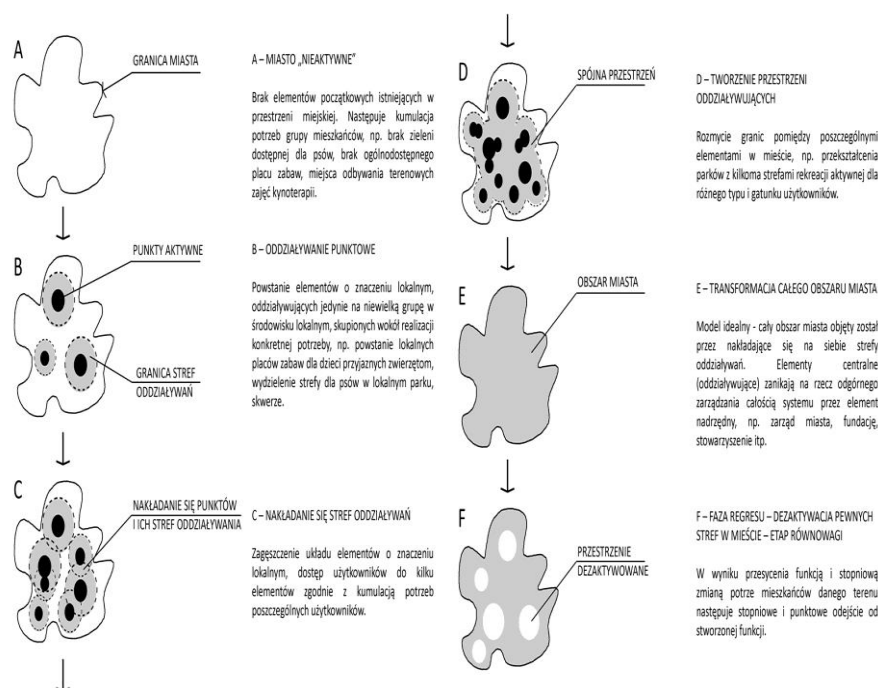 A
GRANICA MIASTA
A – MIASTO „NIEAKTYWNE”
Brak elementów początkowych istniejących w
przestrzeni miejskiej. Następuje kumulacja
potrzeb grupy mieszkańców, np. brak zieleni
dostępnej dla psów, brak ogólnodostępnego
placu zabaw, miejsca odbywania terenowych
zajęć kynoterapii.
B
PUNKTY AKTYWNE
GRANICA STREF
ODDZIAŁYWAŃ
B – ODDZIAŁYWANIE PUNKTOWE
Powstanie elementów o znaczeniu lokalnym,
oddziaływujących jedynie na niewielką grupę w
środowisku lokalnym, skupionych wokół realizacji
konkretnej potrzeby, np. powstanie lokalnych
placów zabaw dla dzieci przyjaznych zwierzętom,
wydzielenie strefy dla psów w lokalnym parku,
skwerze.
C
NAKŁADANIE SIĘ PUNKTÓW
I ICH STREF ODDZIAŁYWANIA
C – NAKŁADANIE SIĘ STREF ODDZIAŁYWAŃ
Zagęszczenie układu elementów o znaczeniu
lokalnym, dostęp użytkowników do kilku
elementów zgodnie z kumulacją potrzeb
poszczególnych użytkowników.
D
SPÓJNA PRZESTRZEŃ
D – TWORZENIE PRZESTRZENI
ODDZIAŁYWUJĄCYCH
Rozmycie granic pomiędzy poszczególnymi
elementami w mieście, np. przekształcenia
parków z kilkoma strefami rekreacji aktywnej dla
różnego typu i gatunku użytkowników.
E
OBSZAR MIASTA
E – TRANSFORMACJA CAŁEGO OBSZARU MIASTA
Model idealny - cały obszar miasta objęty został
przez nakładające się na siebie strefy
oddziaływań. Elementy centralne
(oddziaływujące) zanikają na rzecz odgórnego
zarządzania całością systemu przez element
nadrzędny, np. zarząd miasta, fundację,
stowarzyszenie itp.
F
PRZESTRZENIE
DEZAKTYWOWANE
F – FAZA REGRESU – DEZAKTYWACJA PEWNYCH
STREF W MIEŚCIE – ETAP RÓWNOWAGI
W wyniku przesycenia funkcją i stopniową
zmianą potrze mieszkańców danego terenu
następuje stopniowe i punktowe odejście od
stworzonej funkcji.